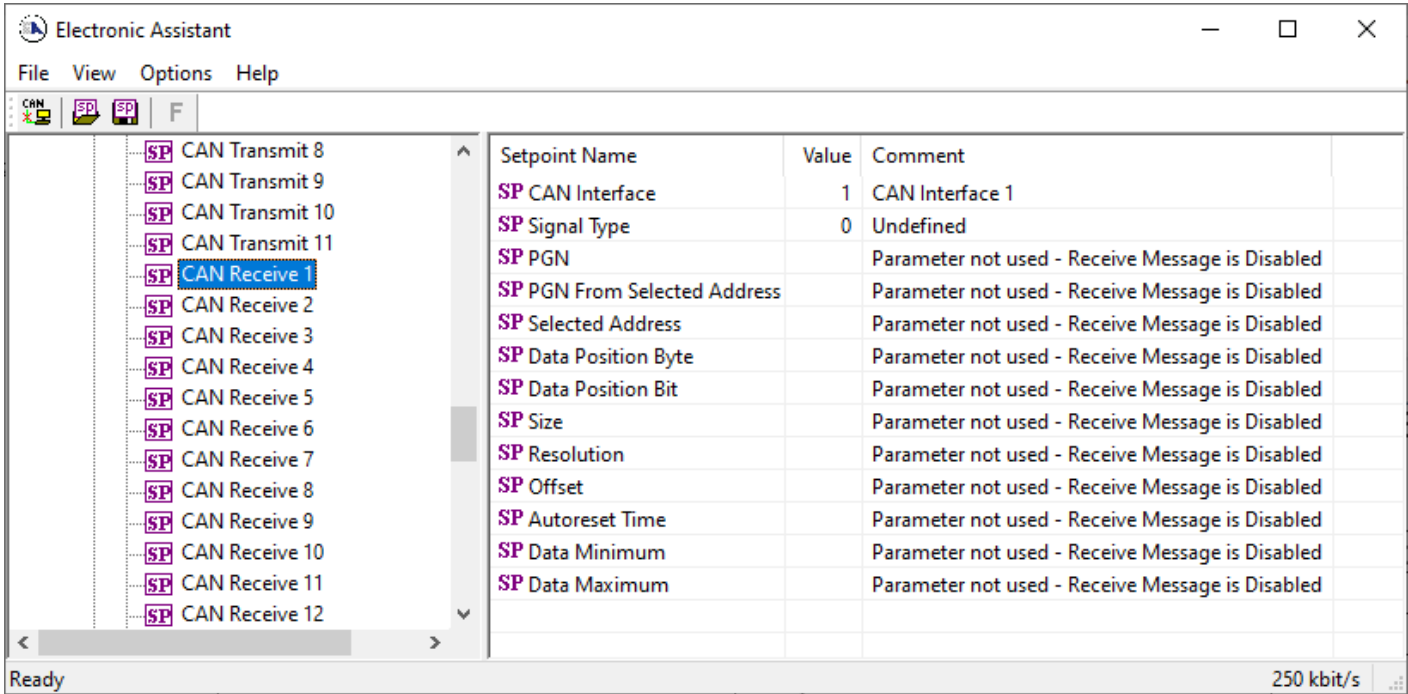 Electronic Assistant
File View Options Help
CAN SP SP F
SP CAN Transmit 8
SP CAN Transmit 9
SP CAN Transmit 10
SP CAN Transmit 11
SP CAN Receive 1
SP CAN Receive 2
SP CAN Receive 3
SP CAN Receive 4
SP CAN Receive 5
SP CAN Receive 6
SP CAN Receive 7
SP CAN Receive 8
SP CAN Receive 9
SP CAN Receive 10
SP CAN Receive 11
SP CAN Receive 12
Setpoint Name Value Comment
SP CAN Interface 1 CAN Interface 1
SP Signal Type 0 Undefined
SP PGN Parameter not used - Receive Message is Disabled
SP PGN From Selected Address Parameter not used - Receive Message is Disabled
SP Selected Address Parameter not used - Receive Message is Disabled
SP Data Position Byte Parameter not used - Receive Message is Disabled
SP Data Position Bit Parameter not used - Receive Message is Disabled
SP Size Parameter not used - Receive Message is Disabled
SP Resolution Parameter not used - Receive Message is Disabled
SP Offset Parameter not used - Receive Message is Disabled
SP Autoreset Time Parameter not used - Receive Message is Disabled
SP Data Minimum Parameter not used - Receive Message is Disabled
SP Data Maximum Parameter not used - Receive Message is Disabled
Ready 250 kbit/s